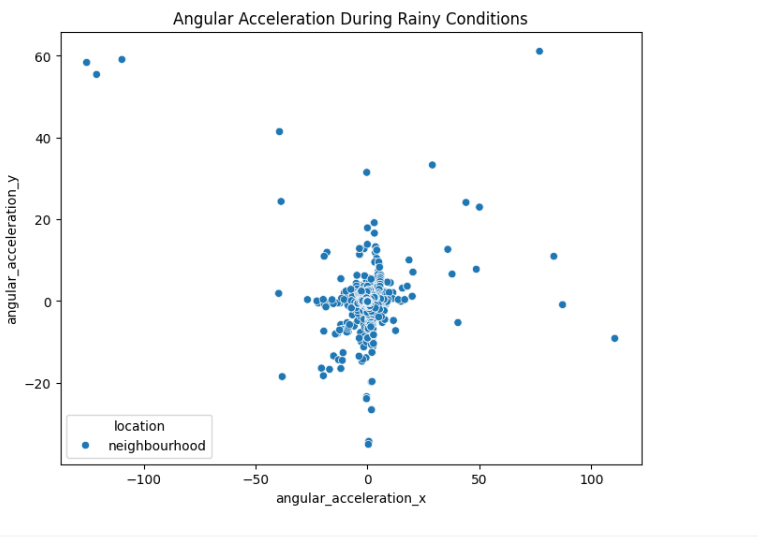 Angular Acceleration During Rainy Conditions
60
40
20
0
−20
angular_acceleration_y
location
neighbourhood
−100
−50
0
50
100
angular_acceleration_x